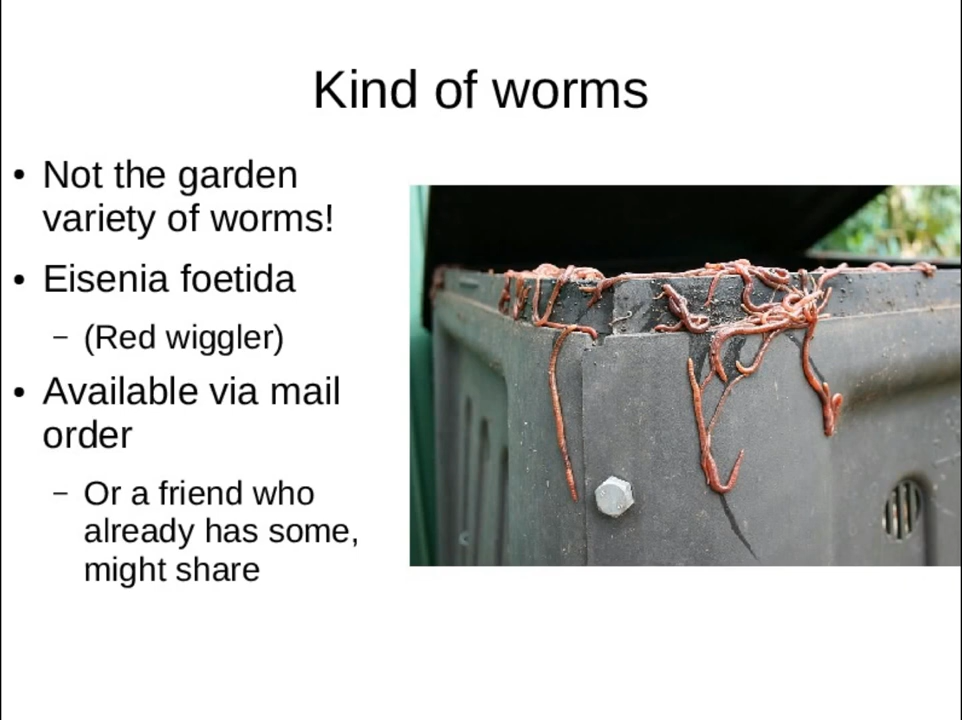 Kind of worms
• Not the garden
variety of worms!
• Eisenia foetida
– (Red wiggler)
• Available via mail
order
– Or a friend who
already has some,
might share